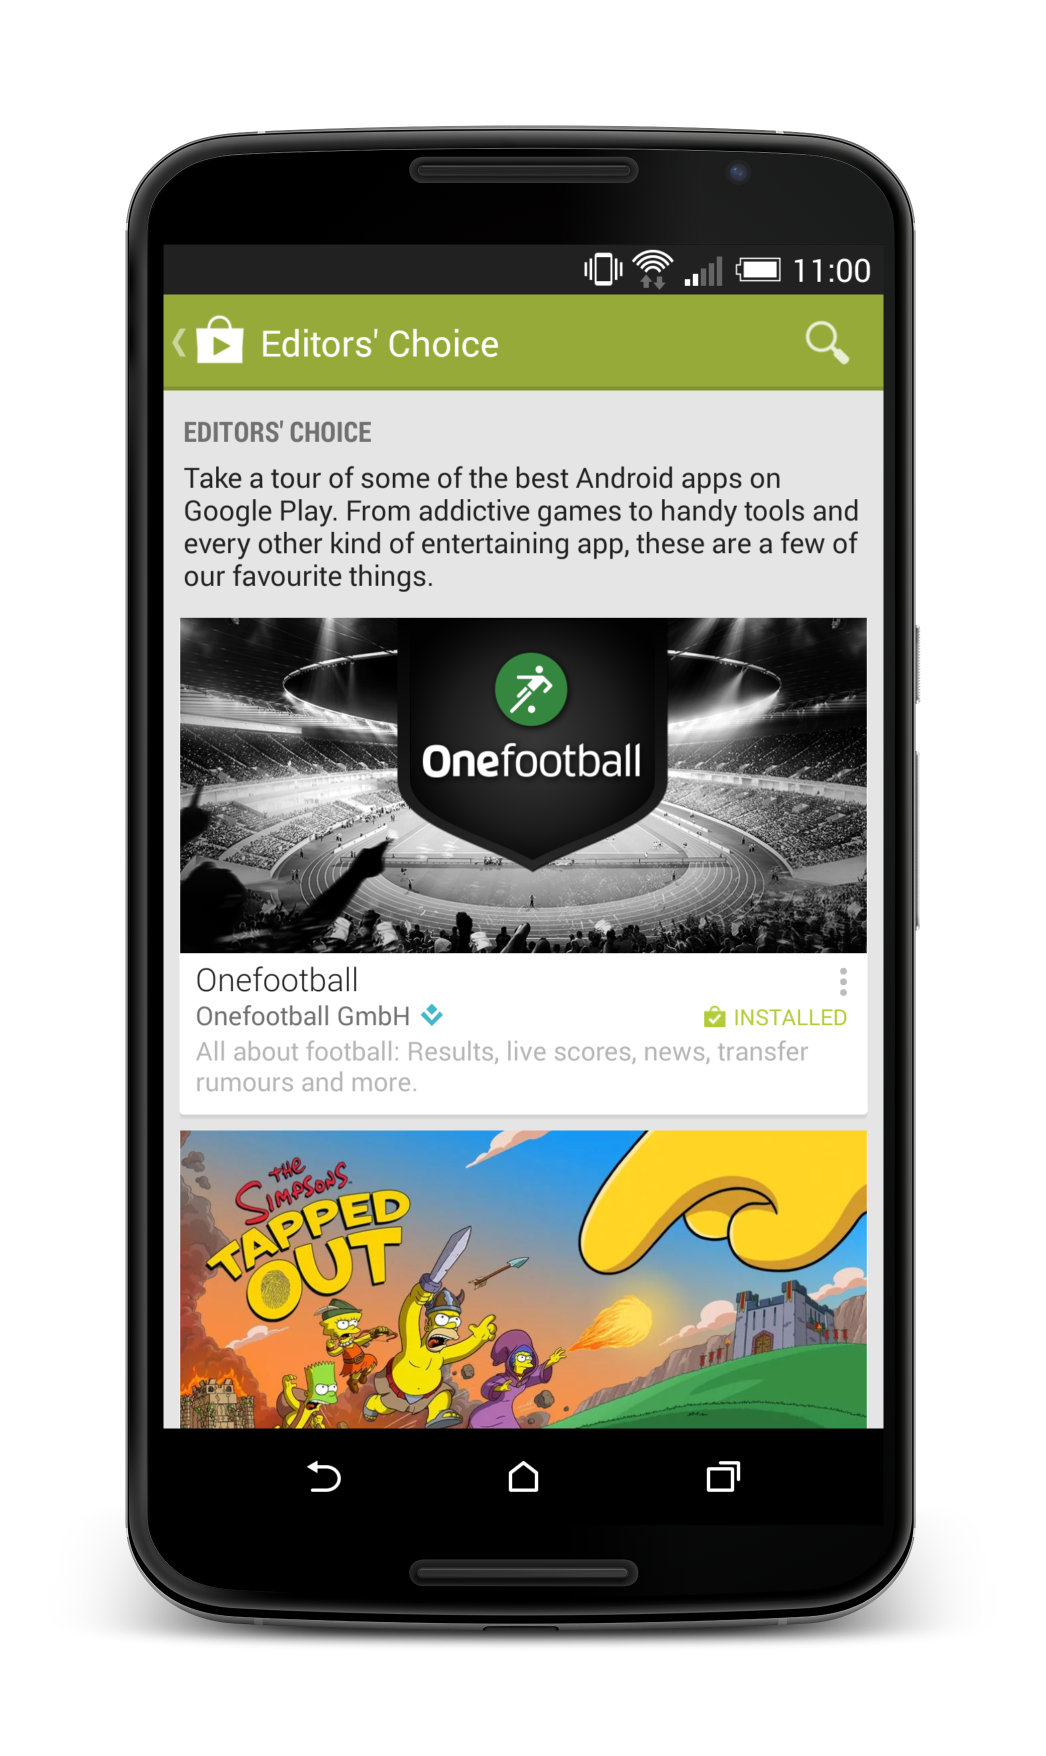 11:00
Editors' Choice
EDITORS' CHOICE
Take a tour of some of the best Android apps on
Google Play. From addictive games to handy tools and
every other kind of entertaining app, these are a few of
our favourite things.
Onefootball
Onefootball
Onefootball GmbH
INSTALLED
All about football: Results, live scores, news, transfer
rumours and more.
THE
SIMPSONS
TAPPED
OUT